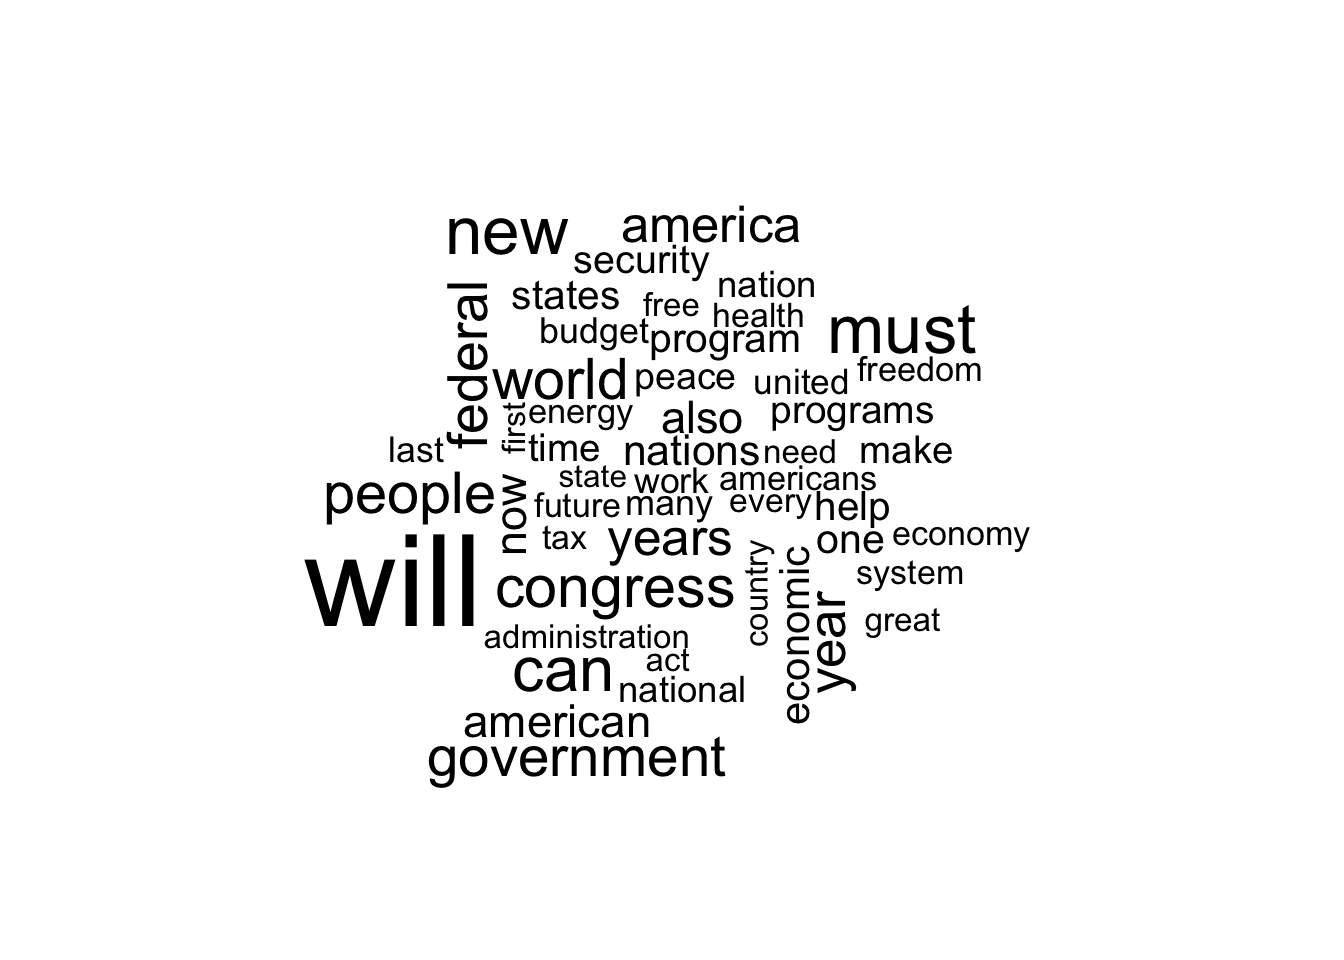 new america
security
nation
federal states free health
budget program must
world peace united freedom
first energy also programs
last time nations need make
state work americans
people now future many every help
tax years one economy
will congress country economic year system
great
administration
can act
national
american
government